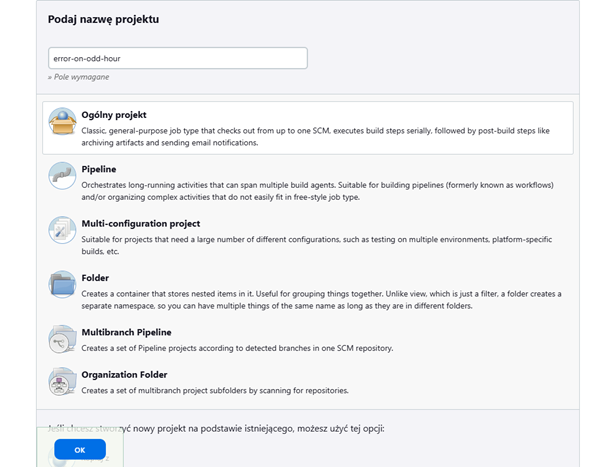 Podaj nazwę projektu
error-on-odd-hour
» Pole wymagane
Ogólny projekt
Classic, general-purpose job type that checks out from up to one SCM, executes build steps serially, followed by post-build steps like
archiving artifacts and sending email notifications.
Pipeline
Orchestrates long-running activities that can span multiple build agents. Suitable for building pipelines (formerly known as workflows)
and/or organizing complex activities that do not easily fit in free-style job type.
Multi-configuration project
Suitable for projects that need a large number of different configurations, such as testing on multiple environments, platform-specific
builds, etc.
Folder
Creates a container that stores nested items in it. Useful for grouping things together. Unlike view, which is just a filter, a folder creates a
separate namespace, so you can have multiple things of the same name as long as they are in different folders.
Multibranch Pipeline
Creates a set of Pipeline projects according to detected branches in one SCM repository.
Organization Folder
Creates a set of multibranch project subfolders by scanning for repositories.
Jeśli chcesz stworzyć nowy projekt na podstawie istniejącego, możesz użyć tej opcji:
OK